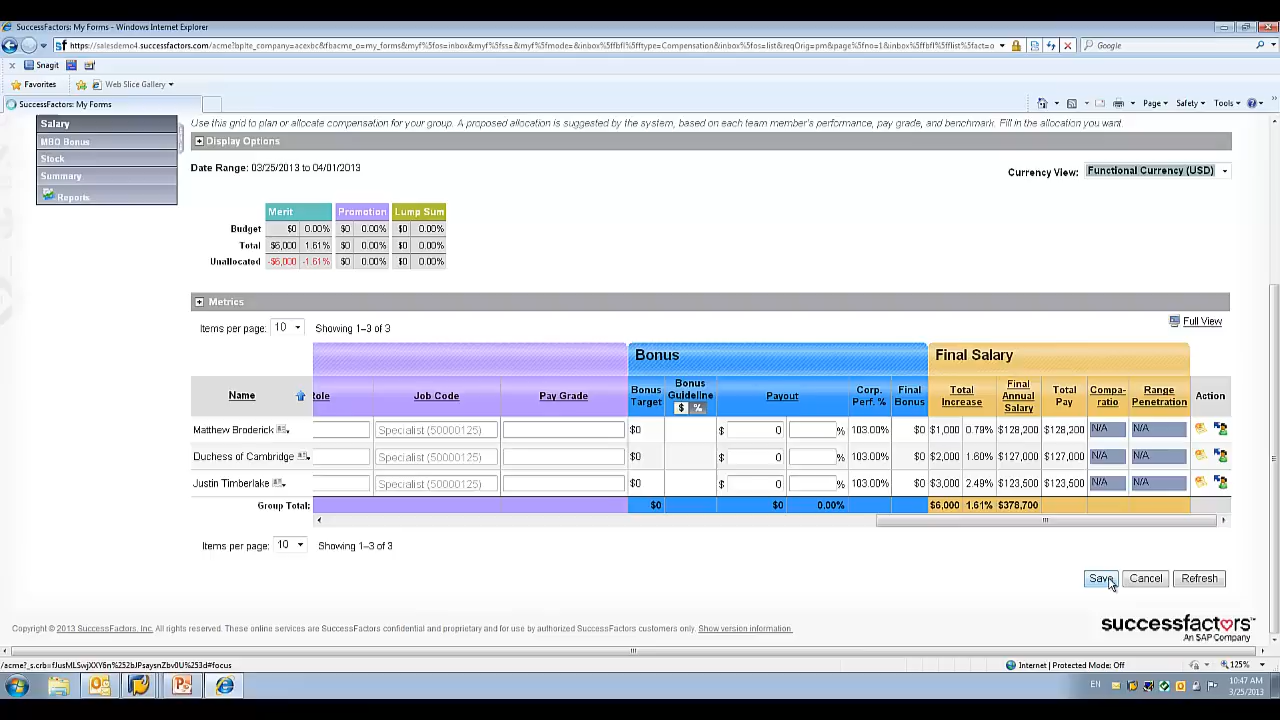 SuccessFactors: My Forms - Windows Internet Explorer
https://salesdemo4.successfactors.com/acme?bplte_company=acexbc&fbacme_o=my_forms&myf%5fos=inbox&myf%5fss=&myf%5fmode=&inbox%5fbfl%5ftype=Compensation&inbox%5fos=list&reqOrig=pm&page%5fno=1&inbox%5fbfl%5flist%5fact=o
Google
Snagit
Favorites Web Slice Gallery
SuccessFactors: My Forms
Page Safety Tools
Salary
MBO Bonus
Stock
Summary
Reports
Use this grid to plan or allocate compensation for your group. A proposed allocation is suggested by the system, based on each team member's performance, pay grade, and benchmark. Fill in the allocation you want.
Display Options
Date Range: 03/25/2013 to 04/01/2013
Currency View: Functional Currency (USD)
Merit Promotion Lump Sum
Budget $0 0.00% $0 0.00% $0 0.00%
Total $6,000 1.61% $0 0.00% $0 0.00%
Unallocated -$6,000 -1.61% $0 0.00% $0 0.00%
Metrics
Items per page: 10 Showing 1–3 of 3
Full View
Bonus Final Salary
Name Role Job Code Pay Grade Bonus Target Bonus Guideline $ % Payout Corp. Perf. % Final Bonus Total Increase Final Annual Salary Total Pay Compa-ratio Range Penetration Action
Matthew Broderick Specialist (50000125) $0 $ 0 % 103.00% $0 $1,000 0.79% $128,200 $128,200 N/A N/A
Duchess of Cambridge Specialist (50000125) $0 $ 0 % 103.00% $0 $2,000 1.60% $127,000 $127,000 N/A N/A
Justin Timberlake Specialist (50000125) $0 $ 0 % 103.00% $0 $3,000 2.49% $123,500 $123,500 N/A N/A
Group Total: $0 $0 0.00% $0 $6,000 1.61% $378,700
Items per page: 10 Showing 1–3 of 3
Save Cancel Refresh
Copyright © 2013 SuccessFactors, Inc. All rights reserved. These online services are SuccessFactors confidential and proprietary and for use by authorized SuccessFactors customers only. Show version information.
successfactors™
An SAP Company
Internet | Protected Mode: Off
125%
EN
10:47 AM
3/25/2013